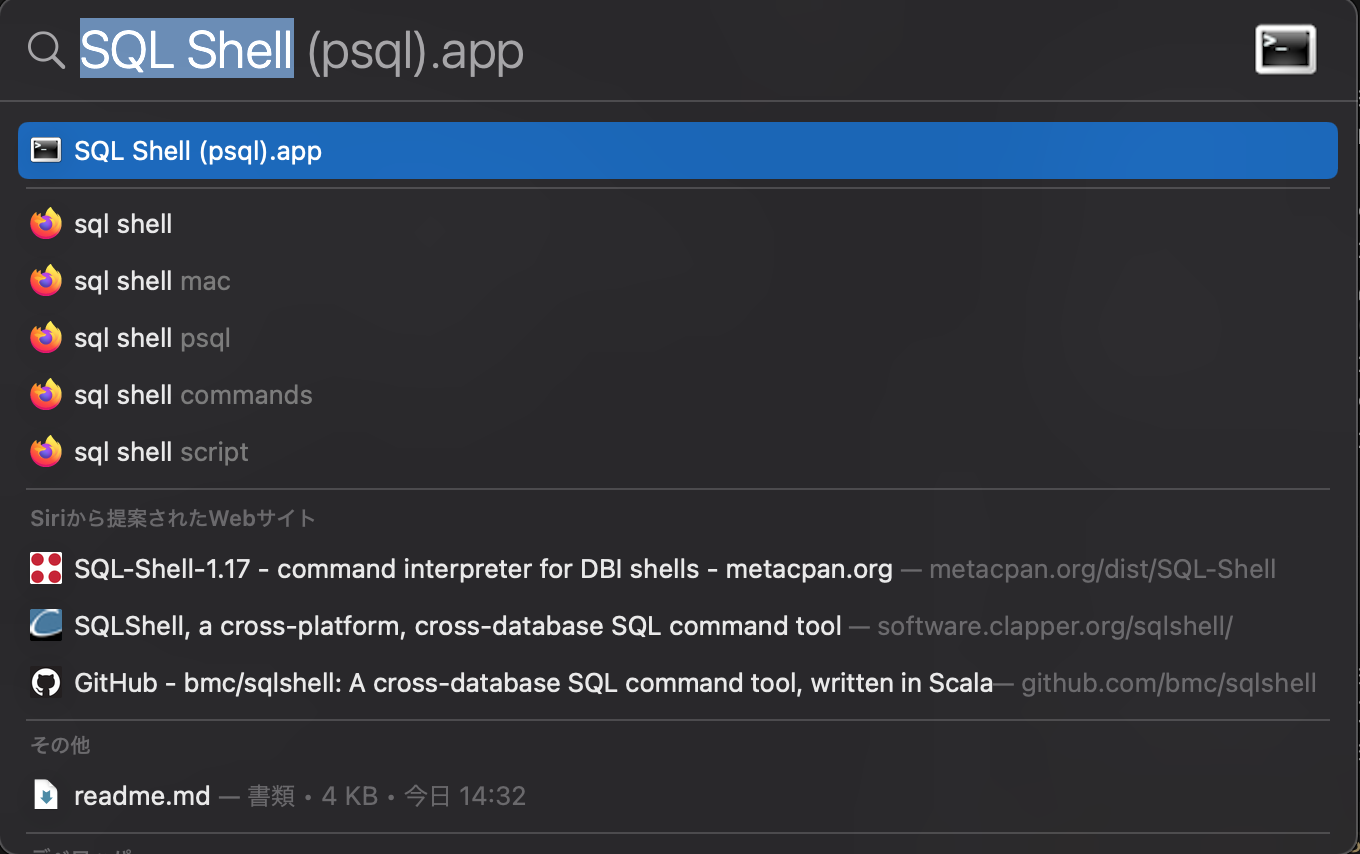 SQL Shell (psql).app
SQL Shell (psql).app
sql shell
sql shell mac
sql shell psql
sql shell commands
sql shell script
Siriから提案されたWebサイト
SQL-Shell-1.17 - command interpreter for DBI shells - metacpan.org — metacpan.org/dist/SQL-Shell
SQLShell, a cross-platform, cross-database SQL command tool — software.clapper.org/sqlshell/
GitHub - bmc/sqlshell: A cross-database SQL command tool, written in Scala— github.com/bmc/sqlshell
その他
readme.md — 書類 • 4 KB • 今日 14:32